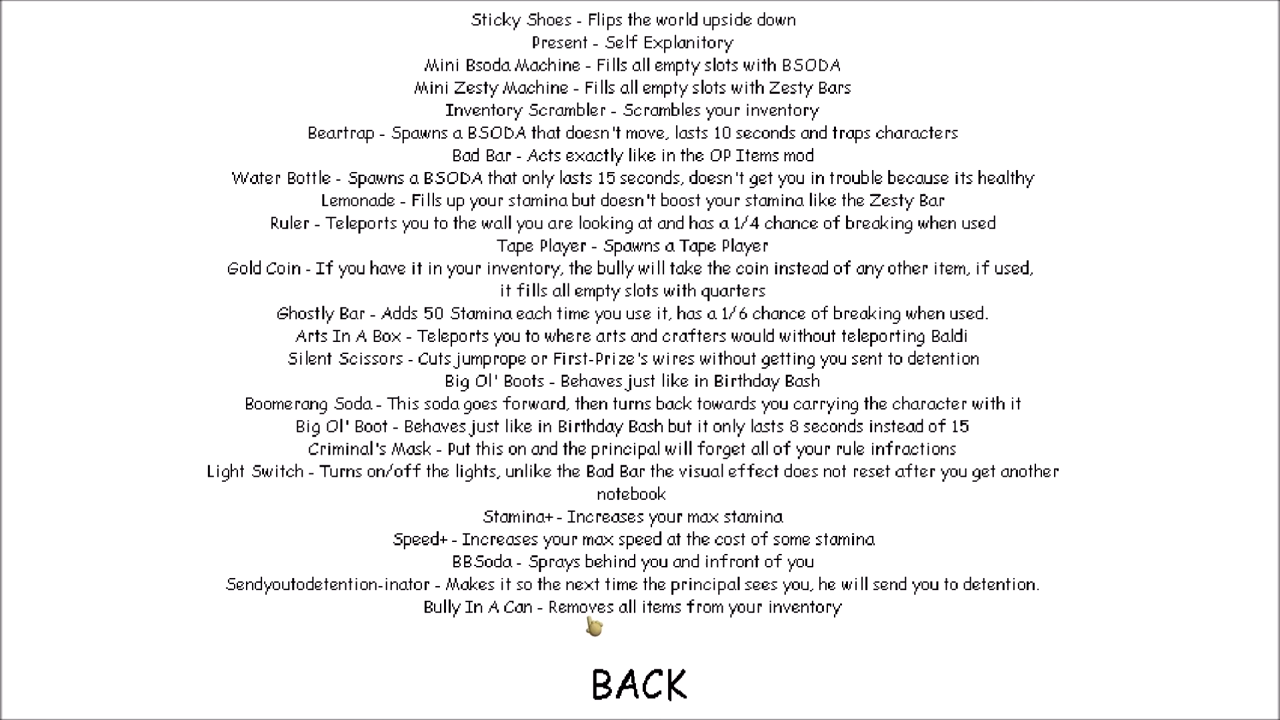 Sticky Shoes - Flips the world upside down
Present - Self Explanitory
Mini Bsoda Machine - Fills all empty slots with BSODA
Mini Zesty Machine - Fills all empty slots with Zesty Bars
Inventory Scrambler - Scrambles your inventory
Beartrap - Spawns a BSODA that doesn't move, lasts 10 seconds and traps characters
Bad Bar - Acts exactly like in the OP Items mod
Water Bottle - Spawns a BSODA that only lasts 15 seconds, doesn't get you in trouble because its healthy
Lemonade - Fills up your stamina but doesn't boost your stamina like the Zesty Bar
Ruler - Teleports you to the wall you are looking at and has a 1/4 chance of breaking when used
Tape Player - Spawns a Tape Player
Gold Coin - If you have it in your inventory, the bully will take the coin instead of any other item, if used,
it fills all empty slots with quarters
Ghostly Bar - Adds 50 Stamina each time you use it, has a 1/6 chance of breaking when used.
Arts In A Box - Teleports you to where arts and crafters would without teleporting Baldi
Silent Scissors - Cuts jumprope or First-Prize's wires without getting you sent to detention
Big Ol' Boots - Behaves just like in Birthday Bash
Boomerang Soda - This soda goes forward, then turns back towards you carrying the character with it
Big Ol' Boot - Behaves just like in Birthday Bash but it only lasts 8 seconds instead of 15
Criminal's Mask - Put this on and the principal will forget all of your rule infractions
Light Switch - Turns on/off the lights, unlike the Bad Bar the visual effect does not reset after you get another
notebook
Stamina+ - Increases your max stamina
Speed+ - Increases your max speed at the cost of some stamina
BBSoda - Sprays behind you and infront of you
Sendyoutodetention-inator - Makes it so the next time the principal sees you, he will send you to detention.
Bully In A Can - Removes all items from your inventory
BACK